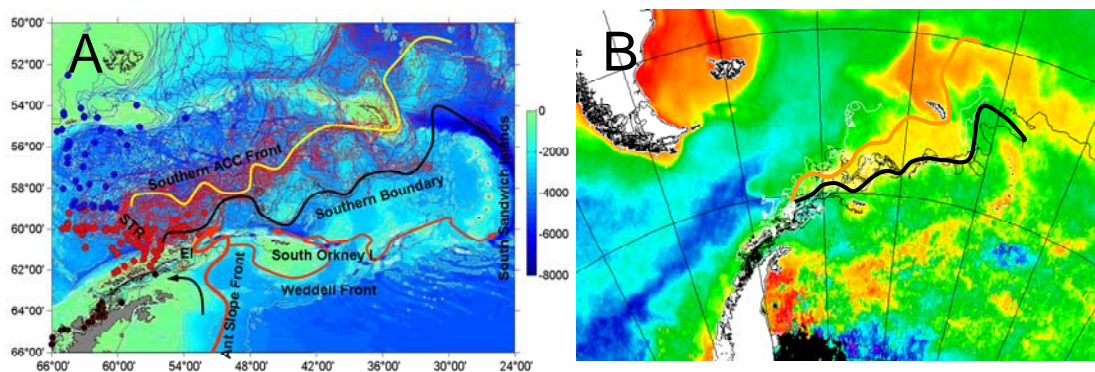 A
B
50°00'
52°00'
54°00'
56°00'
58°00'
60°00'
62°00'
64°00'
66°00'
66°00'
60°00'
54°00'
48°00'
42°00'
36°00'
30°00'
24°00'
Southern ACC Front
Southern Boundary
STR
EI
South Orkney I.
Weddell Front
Ant Slope Front
South Sandwich Islands
0
-2000
-4000
-6000
-8000